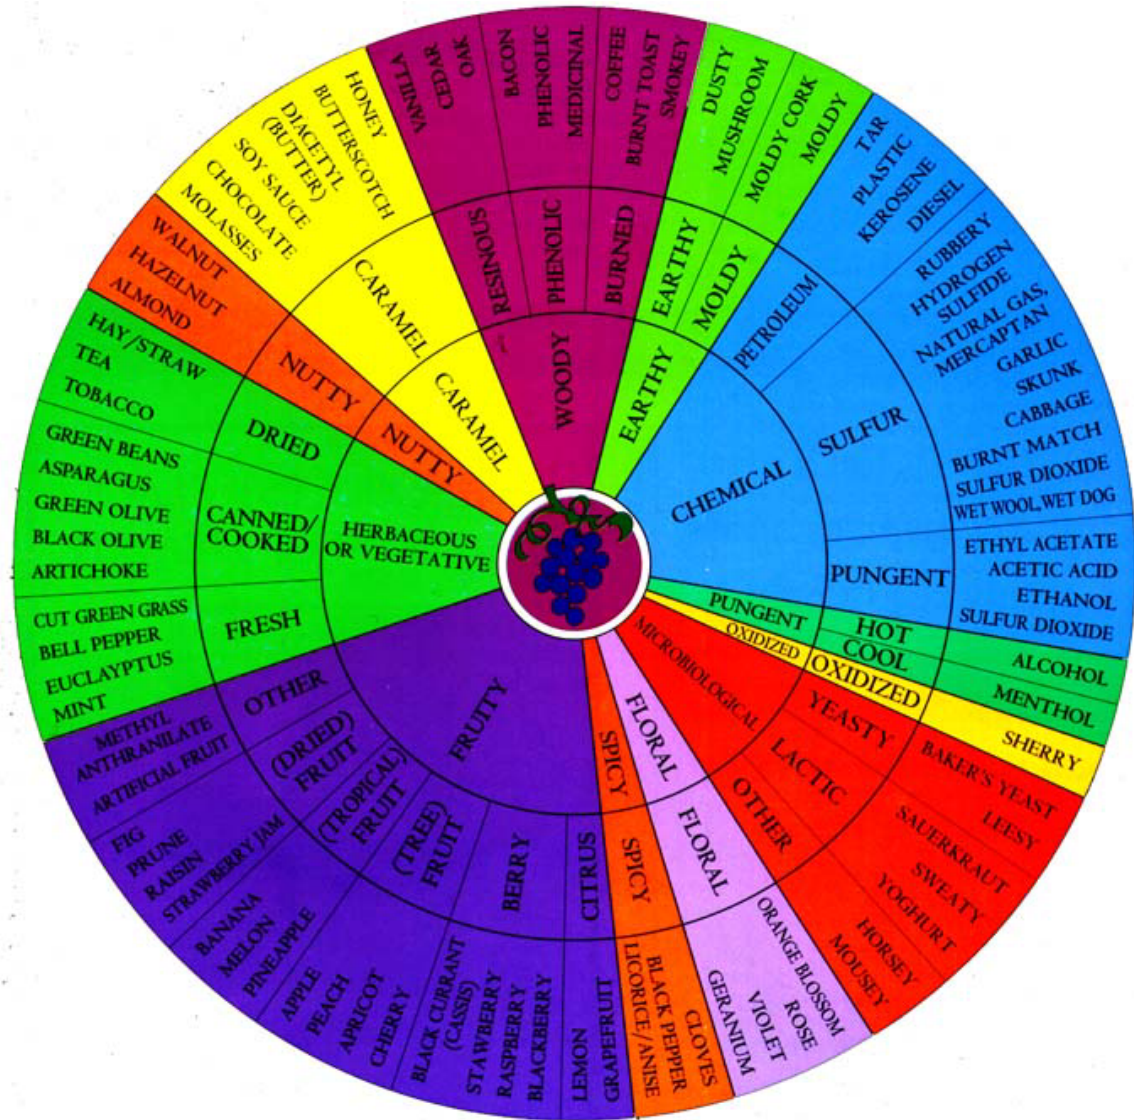 WOODY
RESINOUS
VANILLA
CEDAR
OAK
PHENOLIC
BACON
PHENOLIC
MEDICINAL
BURNED
COFFEE
BURNT TOAST
SMOKEY
EARTHY
EARTHY
DUSTY
MUSHROOM
MOLDY
MOLDY CORK
MOLDY
CHEMICAL
PETROLEUM
TAR
PLASTIC
KEROSENE
DIESEL
SULFUR
RUBBERY
HYDROGEN
SULFIDE
NATURAL GAS,
MERCAPTAN
GARLIC
SKUNK
CABBAGE
BURNT MATCH
SULFUR DIOXIDE
WET WOOL, WET DOG
PUNGENT
ETHYL ACETATE
ACETIC ACID
ETHANOL
SULFUR DIOXIDE
PUNGENT
HOT
ALCOHOL
COOL
MENTHOL
OXIDIZED
OXIDIZED
SHERRY
MICROBIOLOGICAL
YEASTY
BAKER'S YEAST
LEESY
LACTIC
SAUERKRAUT
SWEATY
YOGHURT
OTHER
HORSEY
MOUSEY
FLORAL
FLORAL
ORANGE BLOSSOM
ROSE
VIOLET
GERANIUM
SPICY
SPICY
CLOVES
BLACK PEPPER
LICORICE/ANISE
FRUITY
CITRUS
GRAPEFRUIT
LEMON
BERRY
BLACKBERRY
RASPBERRY
STAWBERRY
BLACK CURRANT
(CASSIS)
(TREE)
FRUIT
CHERRY
APRICOT
PEACH
APPLE
(TROPICAL)
FRUIT
PINEAPPLE
MELON
BANANA
(DRIED)
FRUIT
STRAWBERRY JAM
RAISIN
PRUNE
FIG
OTHER
ARTIFICIAL FRUIT
METHYL
ANTHRANILATE
HERBACEOUS
OR VEGETATIVE
FRESH
CUT GREEN GRASS
BELL PEPPER
EUCLAYPTUS
MINT
CANNED/
COOKED
GREEN BEANS
ASPARAGUS
GREEN OLIVE
BLACK OLIVE
ARTICHOKE
DRIED
HAY/STRAW
TEA
TOBACCO
NUTTY
NUTTY
WALNUT
HAZELNUT
ALMOND
CARAMEL
CARAMEL
HONEY
BUTTERSCOTCH
DIACETYL
(BUTTER)
SOY SAUCE
CHOCOLATE
MOLASSES